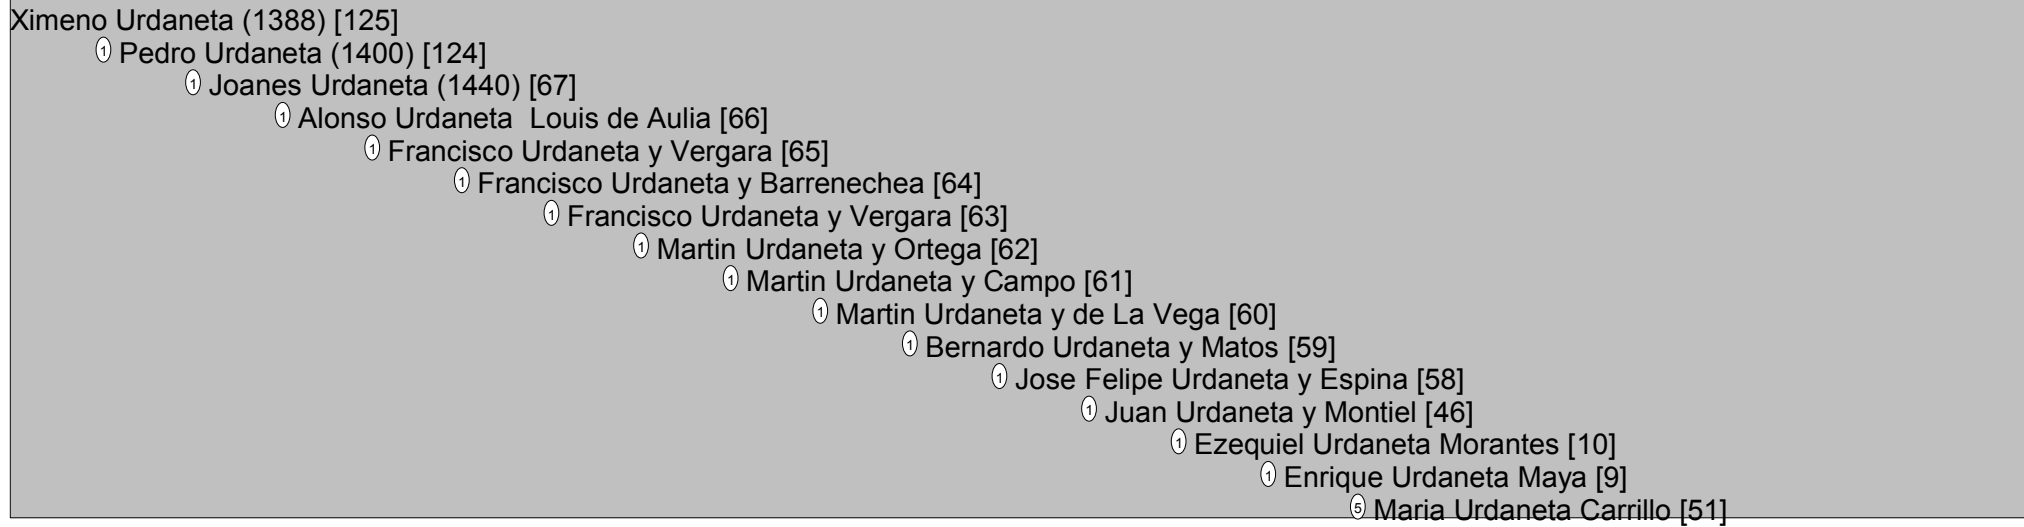 Ximeno Urdaneta (1388) [125]
1 Pedro Urdaneta (1400) [124]
1 Joanes Urdaneta (1440) [67]
1 Alonso Urdaneta  Louis de Aulia [66]
1 Francisco Urdaneta y Vergara [65]
1 Francisco Urdaneta y Barrenechea [64]
1 Francisco Urdaneta y Vergara [63]
1 Martin Urdaneta y Ortega [62]
1 Martin Urdaneta y Campo [61]
1 Martin Urdaneta y de La Vega [60]
1 Bernardo Urdaneta y Matos [59]
1 Jose Felipe Urdaneta y Espina [58]
1 Juan Urdaneta y Montiel [46]
1 Ezequiel Urdaneta Morantes [10]
1 Enrique Urdaneta Maya [9]
5 Maria Urdaneta Carrillo [51]